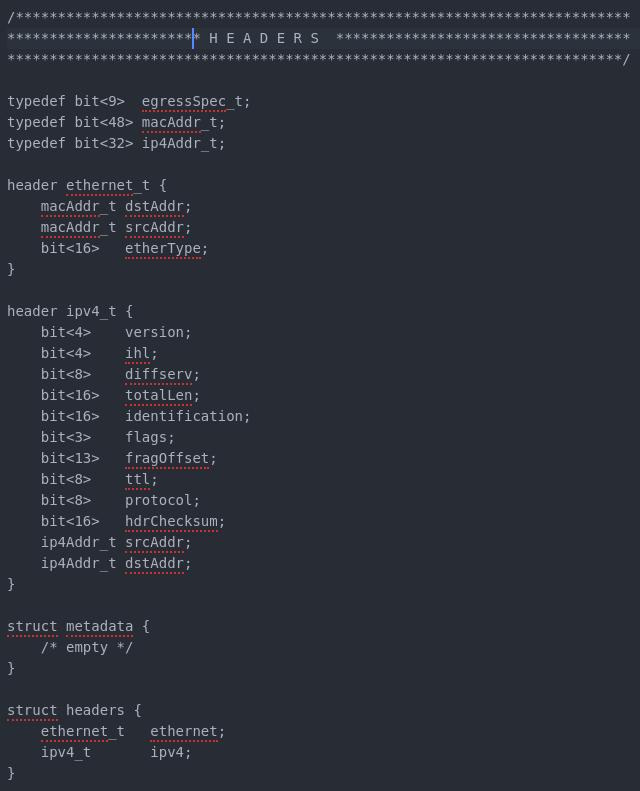 /*************************************************************************
*********************** H E A D E R S  ***********************************
*************************************************************************/
typedef bit<9>  egressSpec_t;
typedef bit<48> macAddr_t;
typedef bit<32> ip4Addr_t;
header ethernet_t {
    macAddr_t dstAddr;
    macAddr_t srcAddr;
    bit<16>   etherType;
}
header ipv4_t {
    bit<4>    version;
    bit<4>    ihl;
    bit<8>    diffserv;
    bit<16>   totalLen;
    bit<16>   identification;
    bit<3>    flags;
    bit<13>   fragOffset;
    bit<8>    ttl;
    bit<8>    protocol;
    bit<16>   hdrChecksum;
    ip4Addr_t srcAddr;
    ip4Addr_t dstAddr;
}
struct metadata {
    /* empty */
}
struct headers {
    ethernet_t   ethernet;
    ipv4_t       ipv4;
}